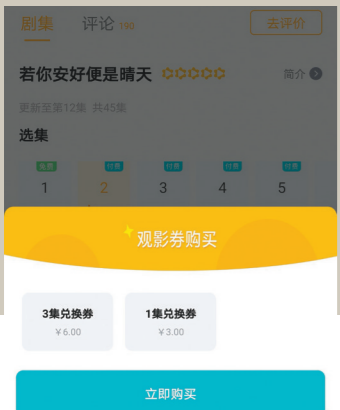 剧集 评论 190 去评价
若你安好便是晴天 简介
更新至第12集 共45集
选集
免费 付费 付费 付费 付费
1 2 3 4 5
观影券购买
3集兑换券 1集兑换券
￥6.00 ￥3.00
立即购买